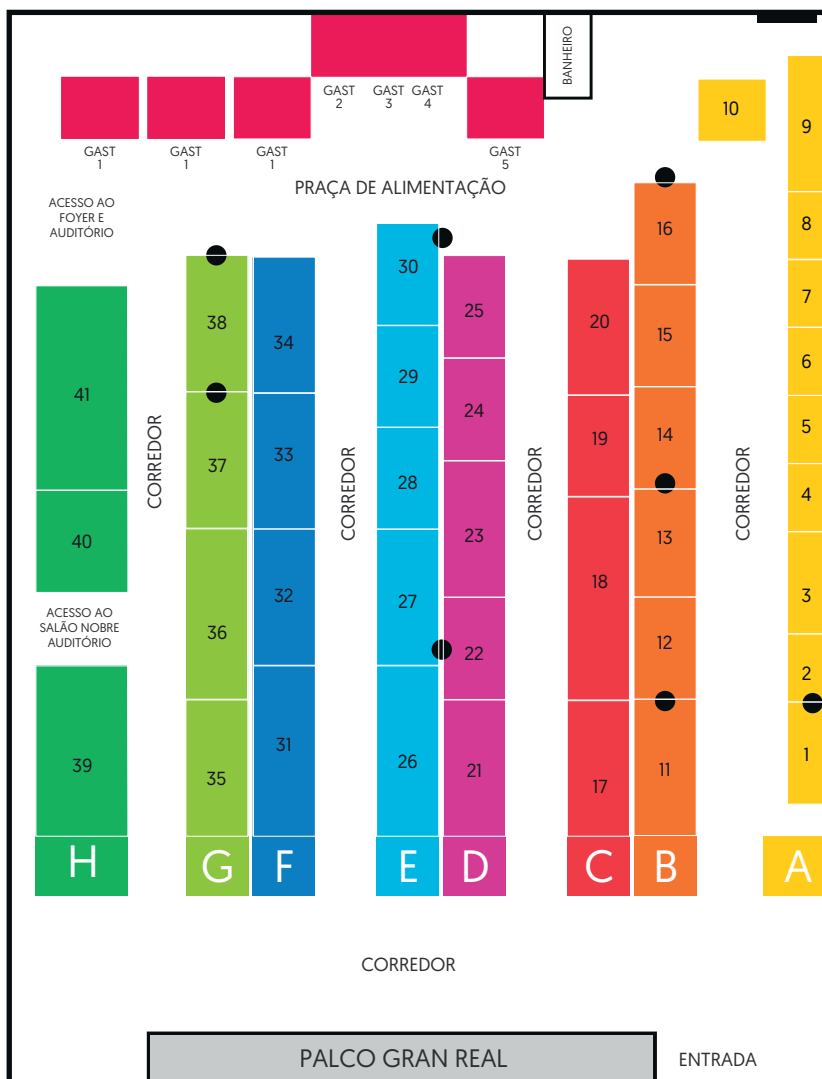 BANHEIRO
GAST
2
GAST
3
GAST
4
10
9
GAST
1
GAST
1
GAST
1
GAST
5
PRAÇA DE ALIMENTAÇÃO
ACESSO AO
FOYER E
AUDITÓRIO
16
8
30
7
38
25
20
34
15
6
29
41
24
14
5
19
33
37
CORREDOR
CORREDOR
CORREDOR
CORREDOR
4
28
23
13
40
18
32
3
27
ACESSO AO
SALÃO NOBRE
AUDITÓRIO
36
22
12
2
31
39
35
26
21
17
11
1
H
G
F
E
D
C
B
A
CORREDOR
PALCO GRAN REAL
ENTRADA